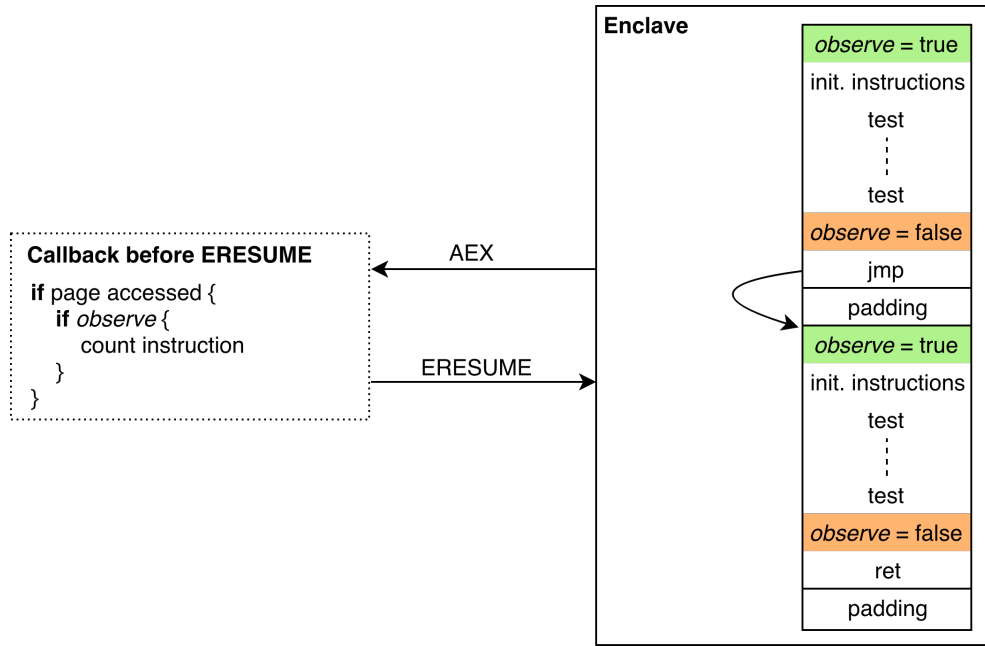 Enclave
observe = true
init. instructions
test
test
observe = false
jmp
padding
observe = true
init. instructions
test
test
observe = false
ret
padding
AEX
ERESUME
Callback before ERESUME
if page accessed {
if observe {
count instruction
}
}